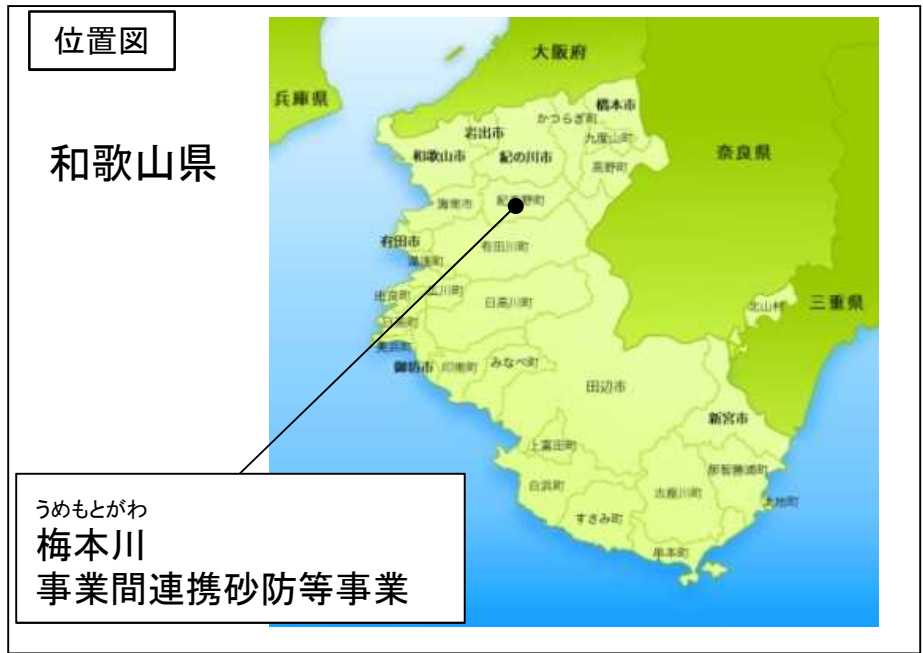 位置図
和歌山県
大阪府
兵庫県
橋本市
かつらぎ町
岩出市
九度山町
和歌山市
紀の川市
奈良県
高野町
海南市
紀美野町
有田市
有田川町
湯浅町
由良町
広川町
日高川町
北山村
三重県
日高町
美浜町
御坊市
印南町
みなべ町
田辺市
新宮市
上富田町
那智勝浦町
白浜町
古座川町
太地町
すさみ町
串本町
うめもとがわ
梅本川
事業間連携砂防等事業